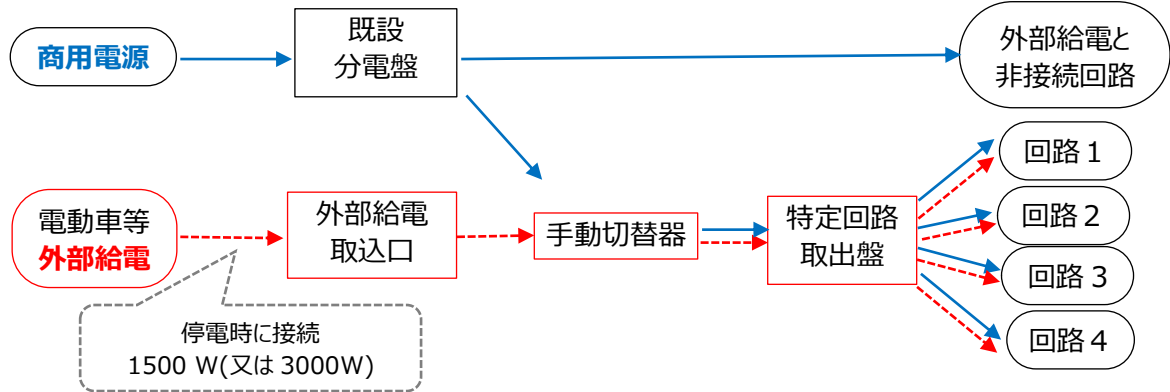 商用電源
既設
分電盤
外部給電と
非接続回路
電動車等
外部給電
外部給電
取込口
手動切替器
特定回路
取出盤
回路１
回路２
回路３
回路４
停電時に接続
1500 W(又は 3000W)